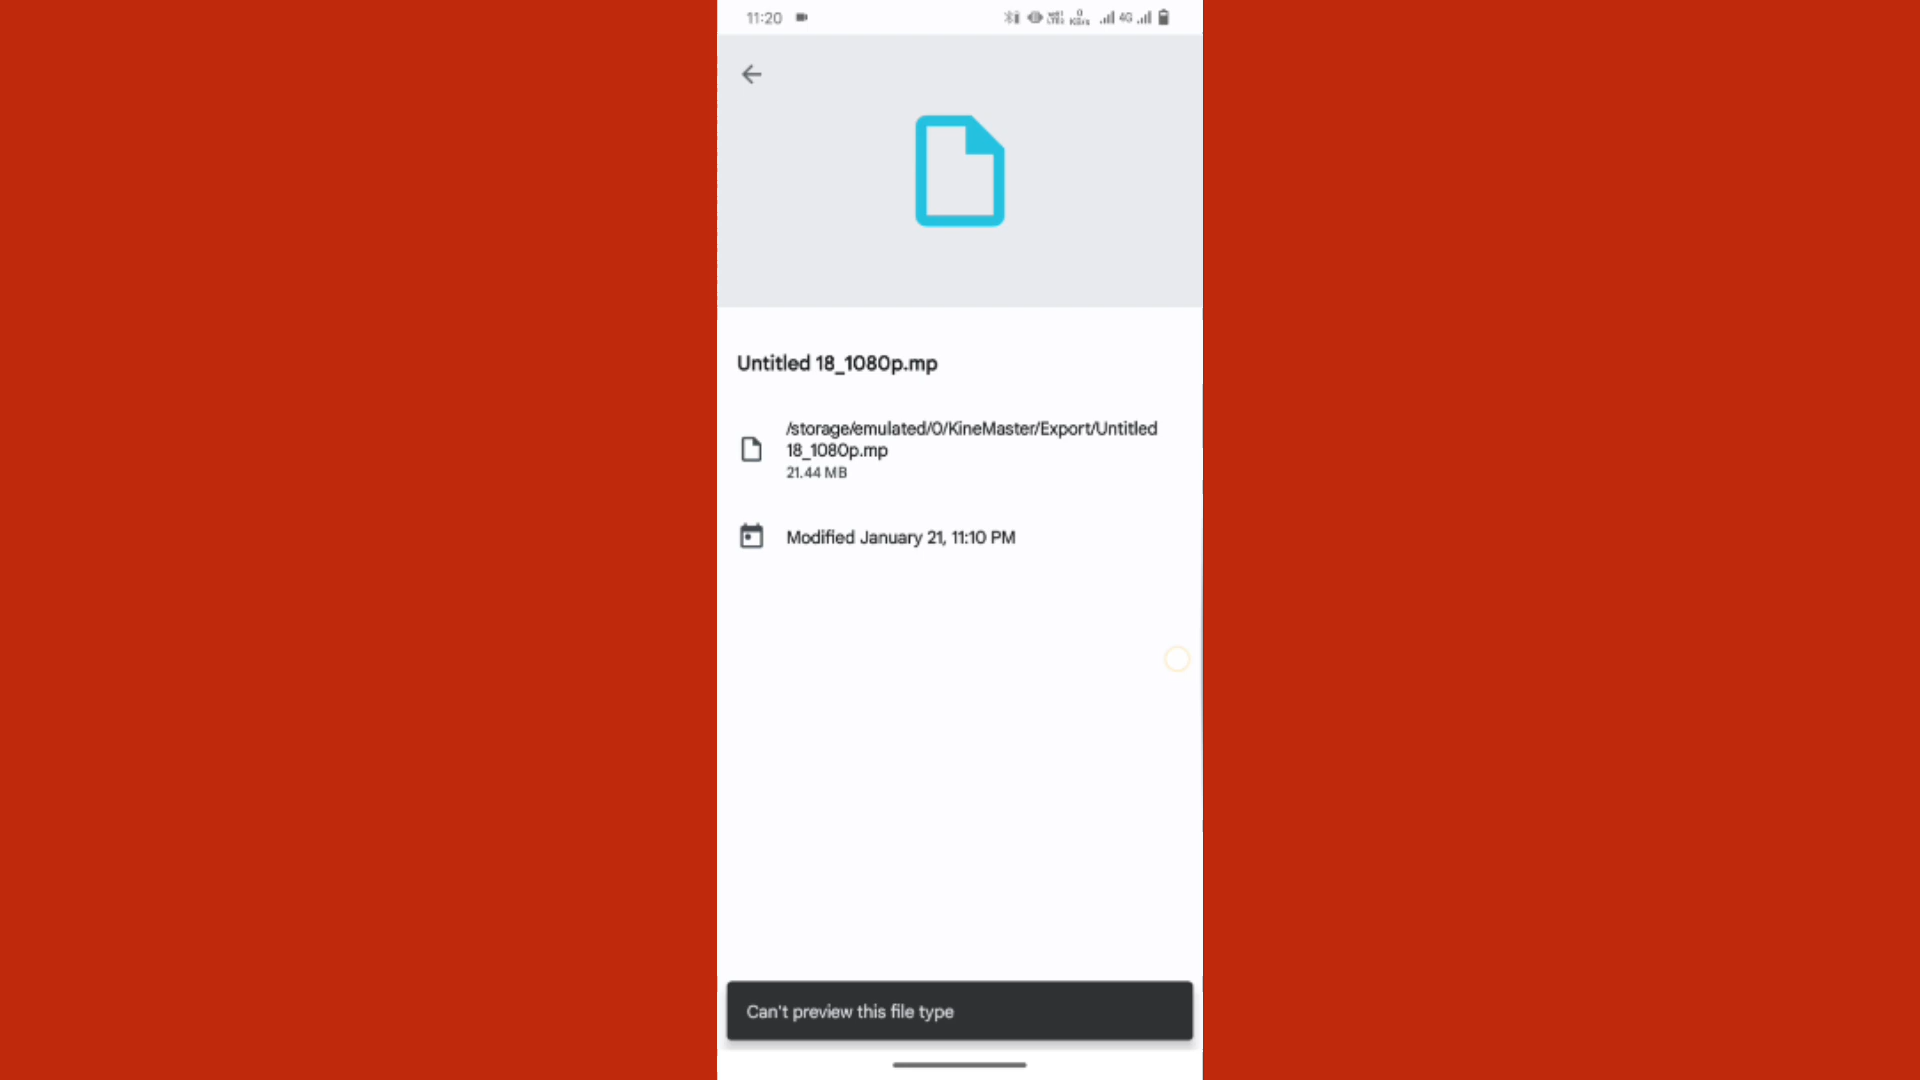 11:20
4G
Untitled 18_1080p.mp
/storage/emulated/0/KineMaster/Export/Untitled
18_1080p.mp
21.44 MB
Modified January 21, 11:10 PM
Can't preview this file type